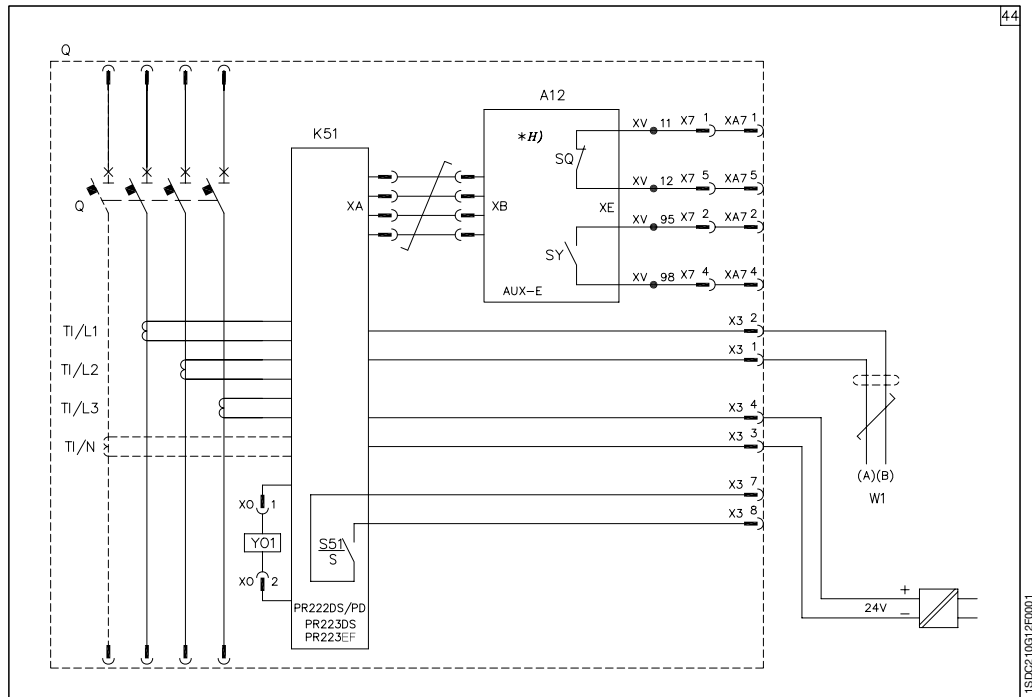 44
Q
A12
K51
*H)
XV 11 X7 1 XA7 1
SQ
XV 12 X7 5 XA7 5
XA XB XE
Q
XV 95 X7 2 XA7 2
SY
XV 98 X7 4 XA7 4
AUX-E
X3 2
TI/L1
X3 1
TI/L2
TI/L3
X3 4
X3 3
TI/N
(A)(B)
W1
X3 7
XO 1
X3 8
YO1
S51
S
XO 2
+
24V
−
PR222DS/PD
PR223DS
PR223EF
1SDC210G12F0001